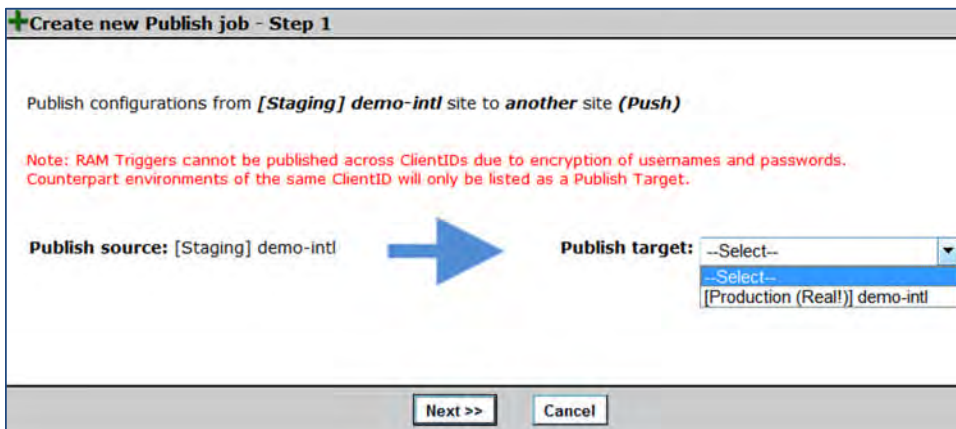 Create new Publish job - Step 1
Publish configurations from [Staging] demo-intl site to another site (Push)
Note: RAM Triggers cannot be published across ClientIDs due to encryption of usernames and passwords.
Counterpart environments of the same ClientID will only be listed as a Publish Target.
Publish source: [Staging] demo-intl Publish target: --Select--
--Select--
[Production (Real!)] demo-intl
Next >> Cancel